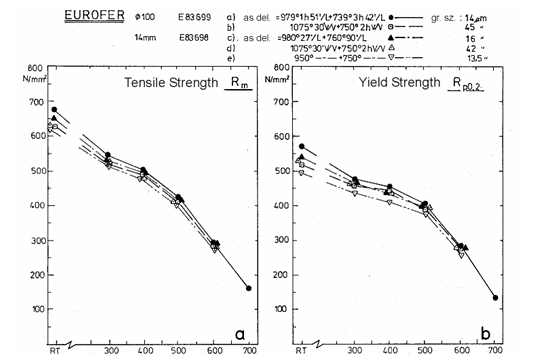 EUROFER
ø100 E83699 a) as del. =979°1h51'/L+739°3h42'/L gr. sz. : 14 µm
b) 1075°30'W+750°2hV/V 45 "
14mm E83698 c) as del. =980°27'/L+760°90'/L 16 "
d) 1075°30'W+750°2hV/V 42 "
e) 950° +750° 13.5 "
N/mm²
Tensile Strength Rm
800
700
600
500
400
300
200
100
RT 300 400 500 600 700
a
N/mm²
Yield Strength Rp0,2
800
700
600
500
400
300
200
100
RT 300 400 500 600 700
b